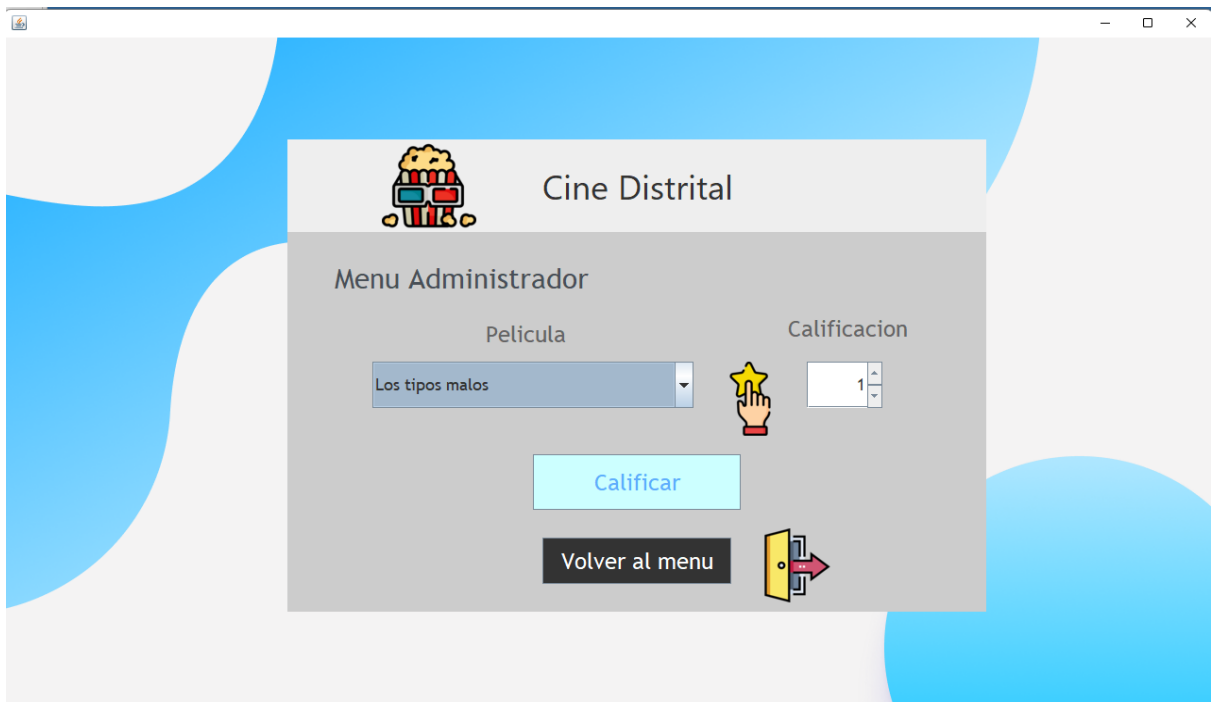 Cine Distrital
Menu Administrador
Pelicula
Calificacion
Los tipos malos
1
Calificar
Volver al menu